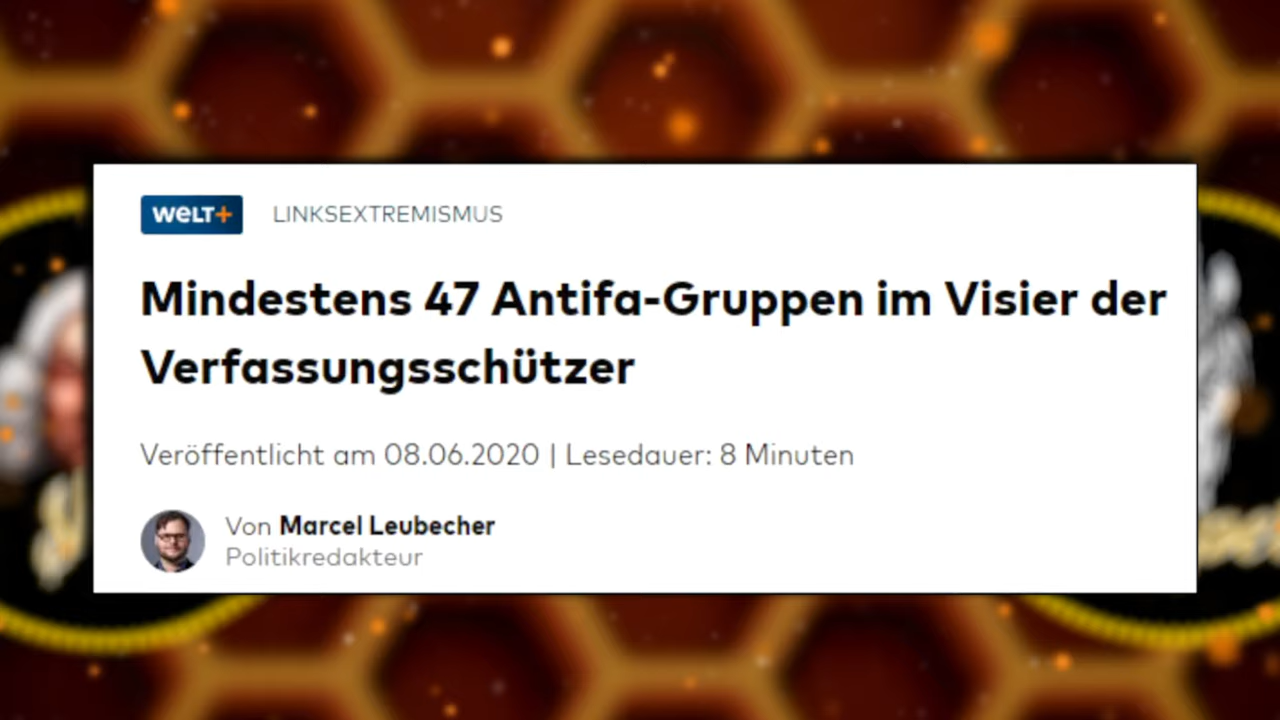 WELT+ LINKSEXTREMISMUS
Mindestens 47 Antifa-Gruppen im Visier der
Verfassungsschützer
Veröffentlicht am 08.06.2020 | Lesedauer: 8 Minuten
Von Marcel Leubecher
Politikredakteur